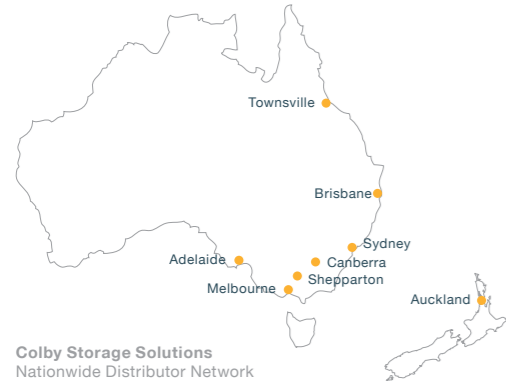 Townsville
Brisbane
Sydney
Adelaide
Canberra
Shepparton
Melbourne
Auckland
Colby Storage Solutions
Nationwide Distributor Network